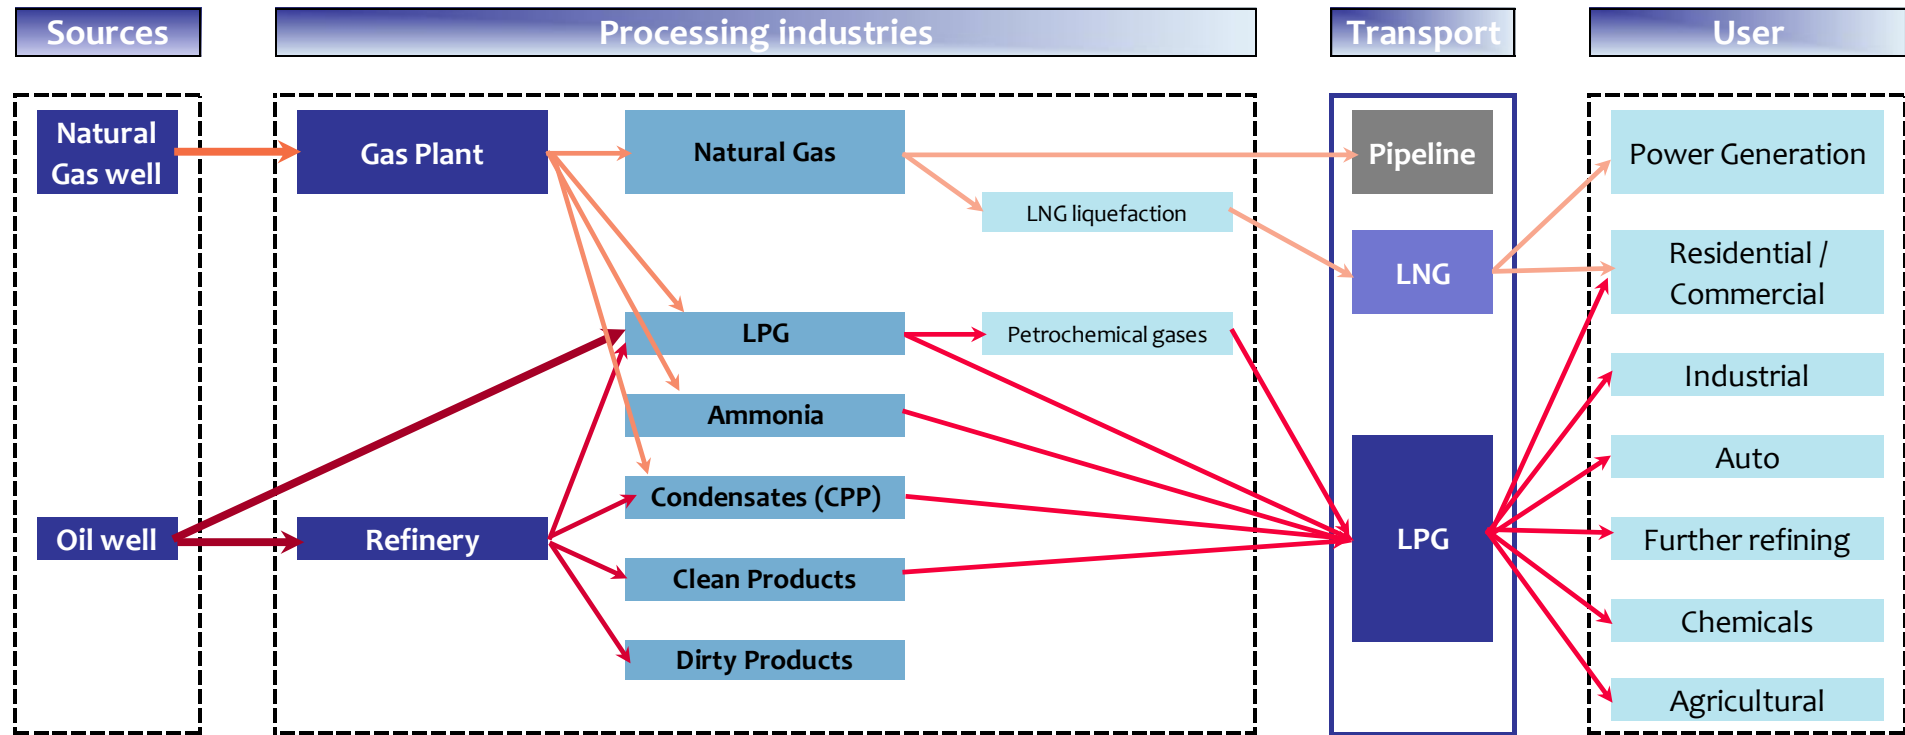 Sources
Processing industries
Transport
User
Natural
Gas well
Gas Plant
Natural Gas
Pipeline
Power Generation
LNG liquefaction
LNG
Residential /
Commercial
LPG
Petrochemical gases
Industrial
Ammonia
Auto
Condensates (CPP)
Oil well
Refinery
LPG
Further refining
Clean Products
Chemicals
Dirty Products
Agricultural